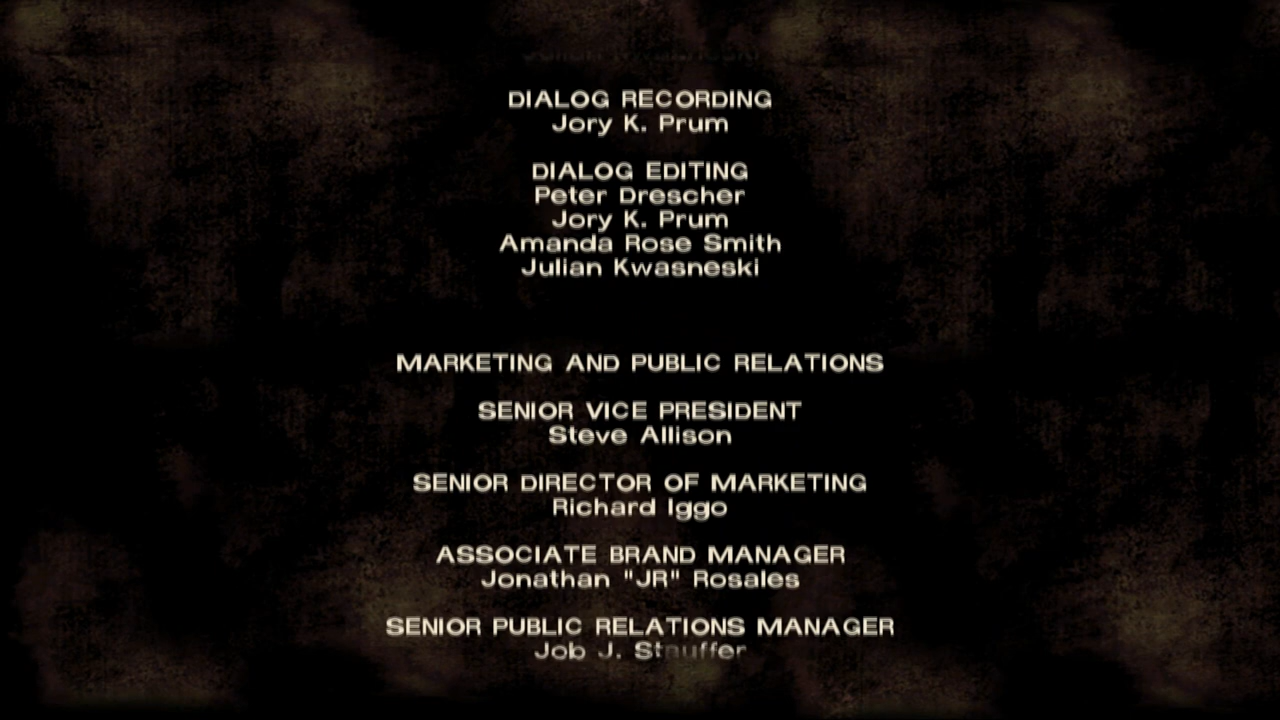 DIALOG RECORDING
Jory K. Prum
DIALOG EDITING
Peter Drescher
Jory K. Prum
Amanda Rose Smith
Julian Kwasneski
MARKETING AND PUBLIC RELATIONS
SENIOR VICE PRESIDENT
Steve Allison
SENIOR DIRECTOR OF MARKETING
Richard Iggo
ASSOCIATE BRAND MANAGER
Jonathan "JR" Rosales
SENIOR PUBLIC RELATIONS MANAGER
Job J. Stauffer